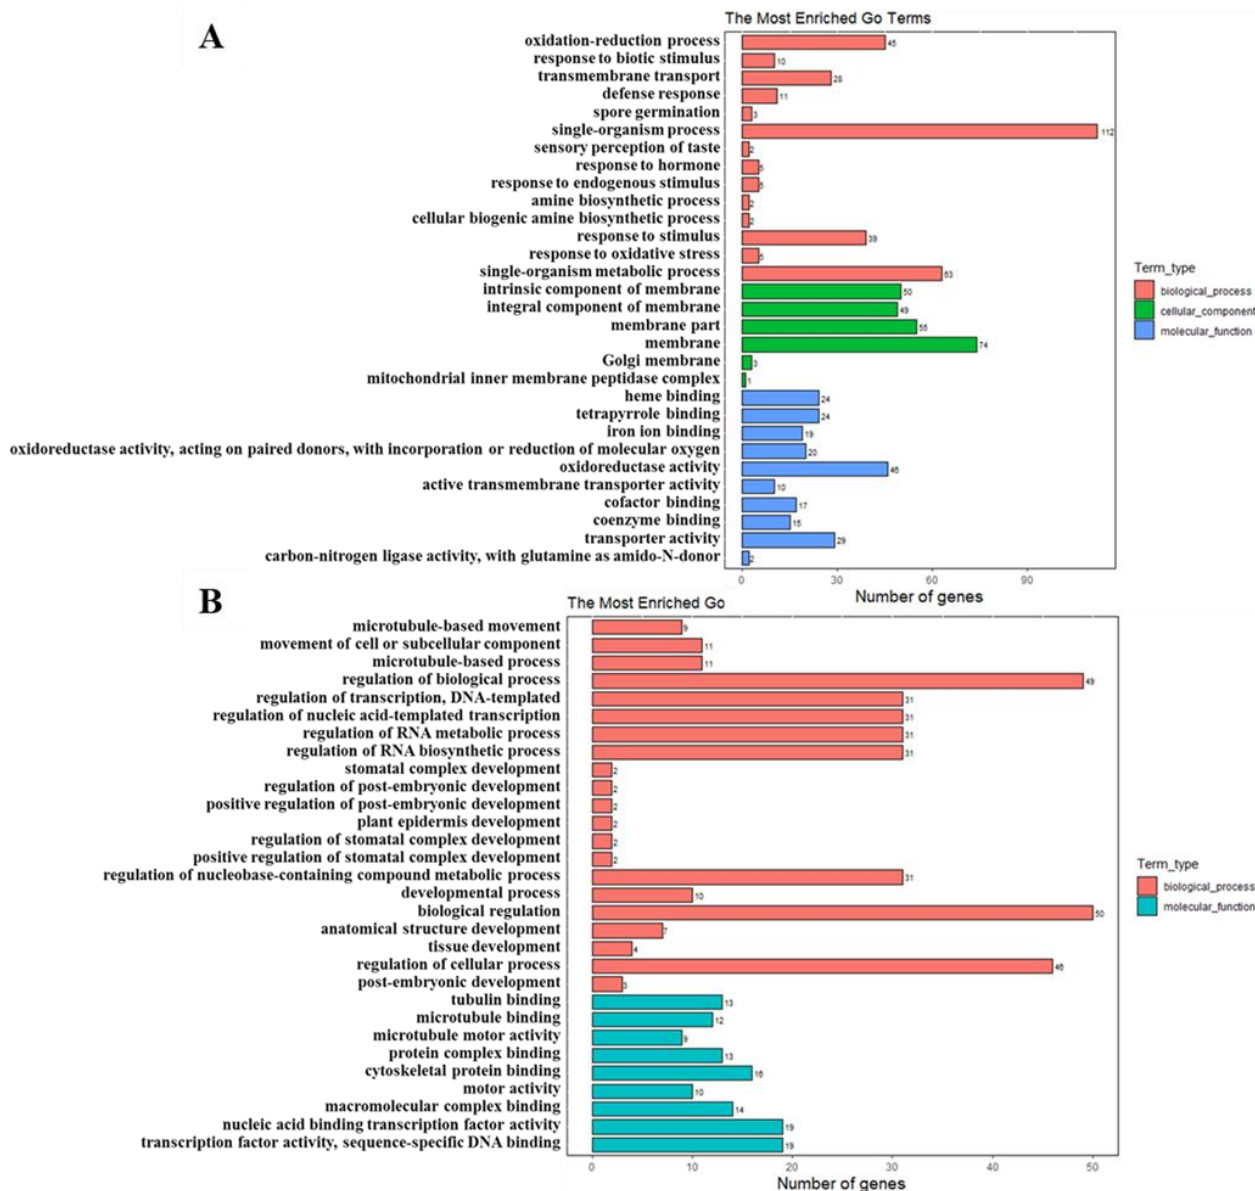 A
The Most Enriched Go Terms
oxidation-reduction process 45
response to biotic stimulus 10
transmembrane transport 28
defense response 11
spore germination 3
single-organism process 112
sensory perception of taste 2
response to hormone 5
response to endogenous stimulus 5
amine biosynthetic process 2
cellular biogenic amine biosynthetic process 2
response to stimulus 39
response to oxidative stress 5
single-organism metabolic process 63
intrinsic component of membrane 50
integral component of membrane 49
membrane part 55
membrane 74
Golgi membrane 3
mitochondrial inner membrane peptidase complex 1
heme binding 24
tetrapyrrole binding 24
iron ion binding 19
oxidoreductase activity, acting on paired donors, with incorporation or reduction of molecular oxygen 20
oxidoreductase activity 46
active transmembrane transporter activity 10
cofactor binding 17
coenzyme binding 15
transporter activity 29
carbon-nitrogen ligase activity, with glutamine as amido-N-donor 2
0 30 60 90
Number of genes
Term_type
biological_process
cellular_component
molecular_function
B
The Most Enriched Go
microtubule-based movement 9
movement of cell or subcellular component 11
microtubule-based process 11
regulation of biological process 49
regulation of transcription, DNA-templated 31
regulation of nucleic acid-templated transcription 31
regulation of RNA metabolic process 31
regulation of RNA biosynthetic process 31
stomatal complex development 2
regulation of post-embryonic development 2
positive regulation of post-embryonic development 2
plant epidermis development 2
regulation of stomatal complex development 2
positive regulation of stomatal complex development 2
regulation of nucleobase-containing compound metabolic process 31
developmental process 10
biological regulation 50
anatomical structure development 7
tissue development 4
regulation of cellular process 46
post-embryonic development 3
tubulin binding 13
microtubule binding 12
microtubule motor activity 9
protein complex binding 13
cytoskeletal protein binding 16
motor activity 10
macromolecular complex binding 14
nucleic acid binding transcription factor activity 19
transcription factor activity, sequence-specific DNA binding 19
0 10 20 30 40 50
Number of genes
Term_type
biological_process
molecular_function